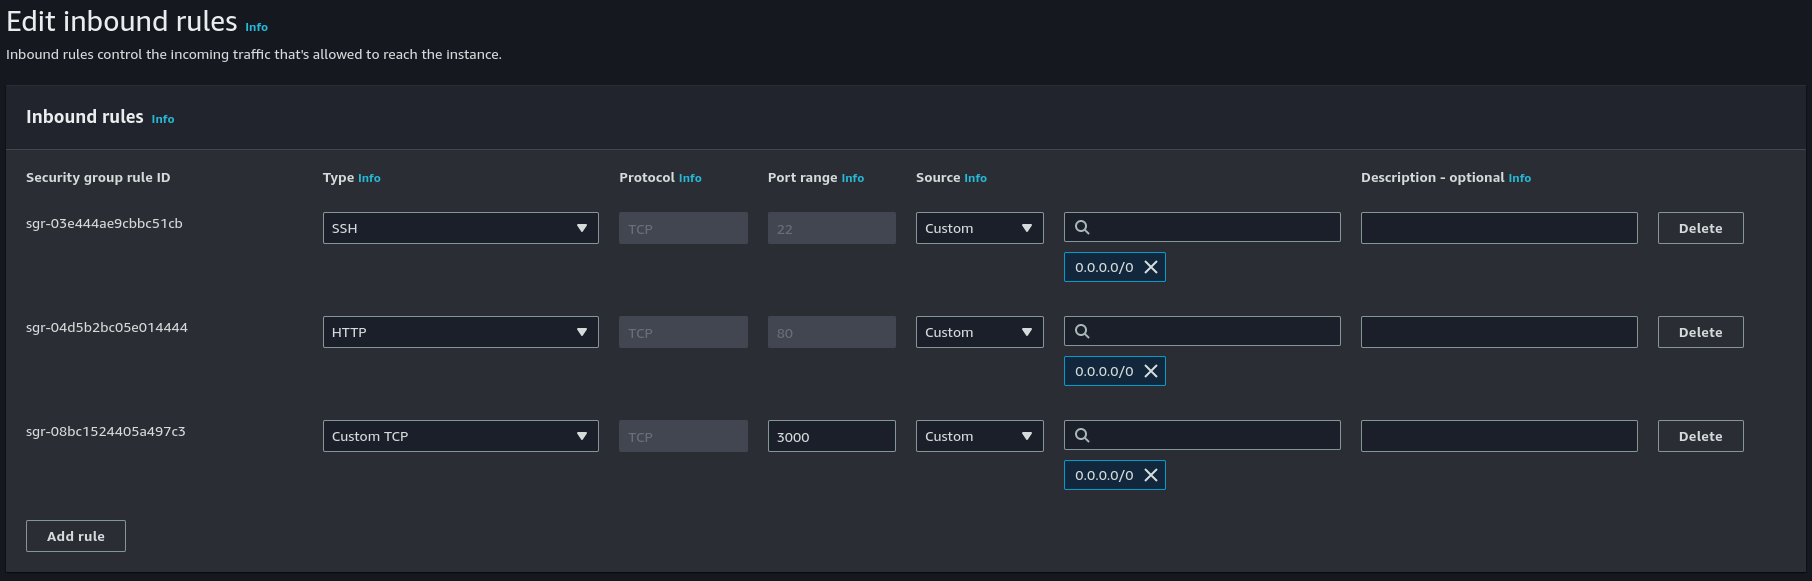 Edit inbound rules Info
Inbound rules control the incoming traffic that's allowed to reach the instance.
Inbound rules Info
Security group rule ID Type Info Protocol Info Port range Info Source Info Description - optional Info
sgr-03e444ae9cbbc51cb SSH TCP 22 Custom Delete
0.0.0.0/0
sgr-04d5b2bc05e014444 HTTP TCP 80 Custom Delete
0.0.0.0/0
sgr-08bc1524405a497c3 Custom TCP TCP 3000 Custom Delete
0.0.0.0/0
Add rule